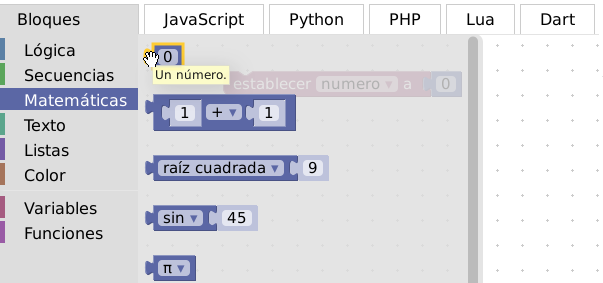 Bloques JavaScript Python PHP Lua Dart
Lógica
Secuencias
Matemáticas
Texto
Listas
Color
Variables
Funciones
0
Un número.
establecer numero a 0
1 + 1
raíz cuadrada 9
sin 45
π